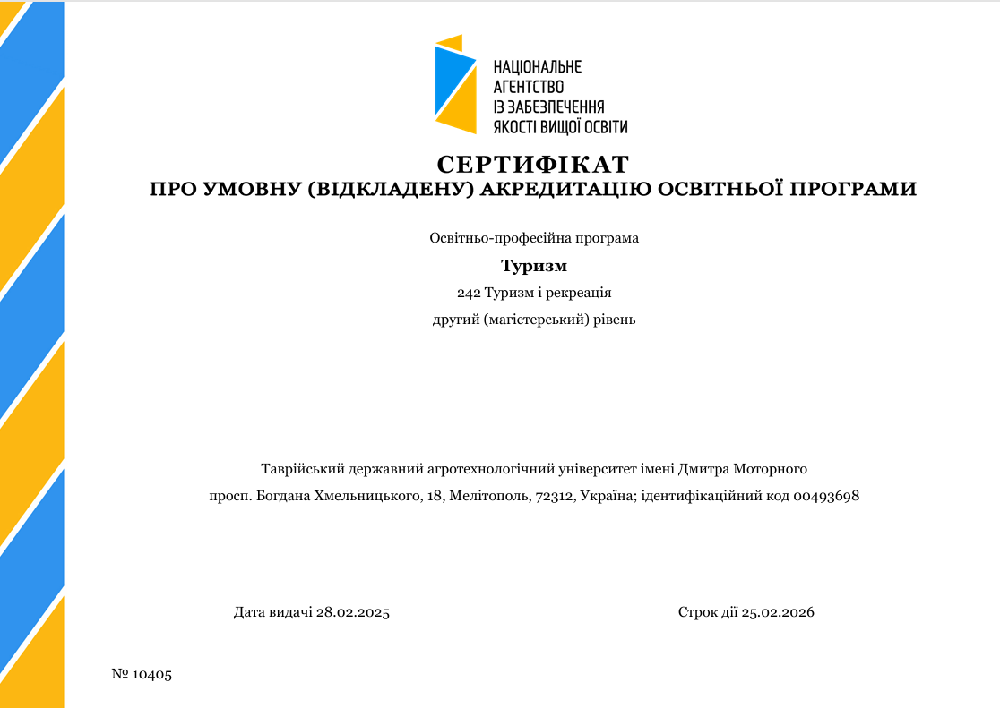 НАЦІОНАЛЬНЕ
АГЕНТСТВО
ІЗ ЗАБЕЗПЕЧЕННЯ
ЯКОСТІ ВИЩОЇ ОСВІТИ
СЕРТИФІКАТ
ПРО УМОВНУ (ВІДКЛАДЕНУ) АКРЕДИТАЦІЮ ОСВІТНЬОЇ ПРОГРАМИ
Освітньо-професійна програма
Туризм
242 Туризм і рекреація
другий (магістерський) рівень
Таврійський державний агротехнологічний університет імені Дмитра Моторного
просп. Богдана Хмельницького, 18, Мелітополь, 72312, Україна; ідентифікаційний код 00493698
Дата видачі 28.02.2025
Строк дії 25.02.2026
№ 10405